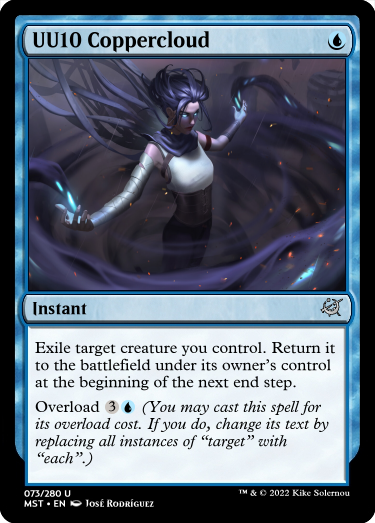 UU10 Coppercloud
Instant
Exile target creature you control. Return it
to the battlefield under its owner’s control
at the beginning of the next end step.
Overload 3 (You may cast this spell for
its overload cost. If you do, change its text by
replacing all instances of “target” with
“each”.)
073/280 U
MST • EN José Rodríguez
™ & © 2022 Kike Solernou